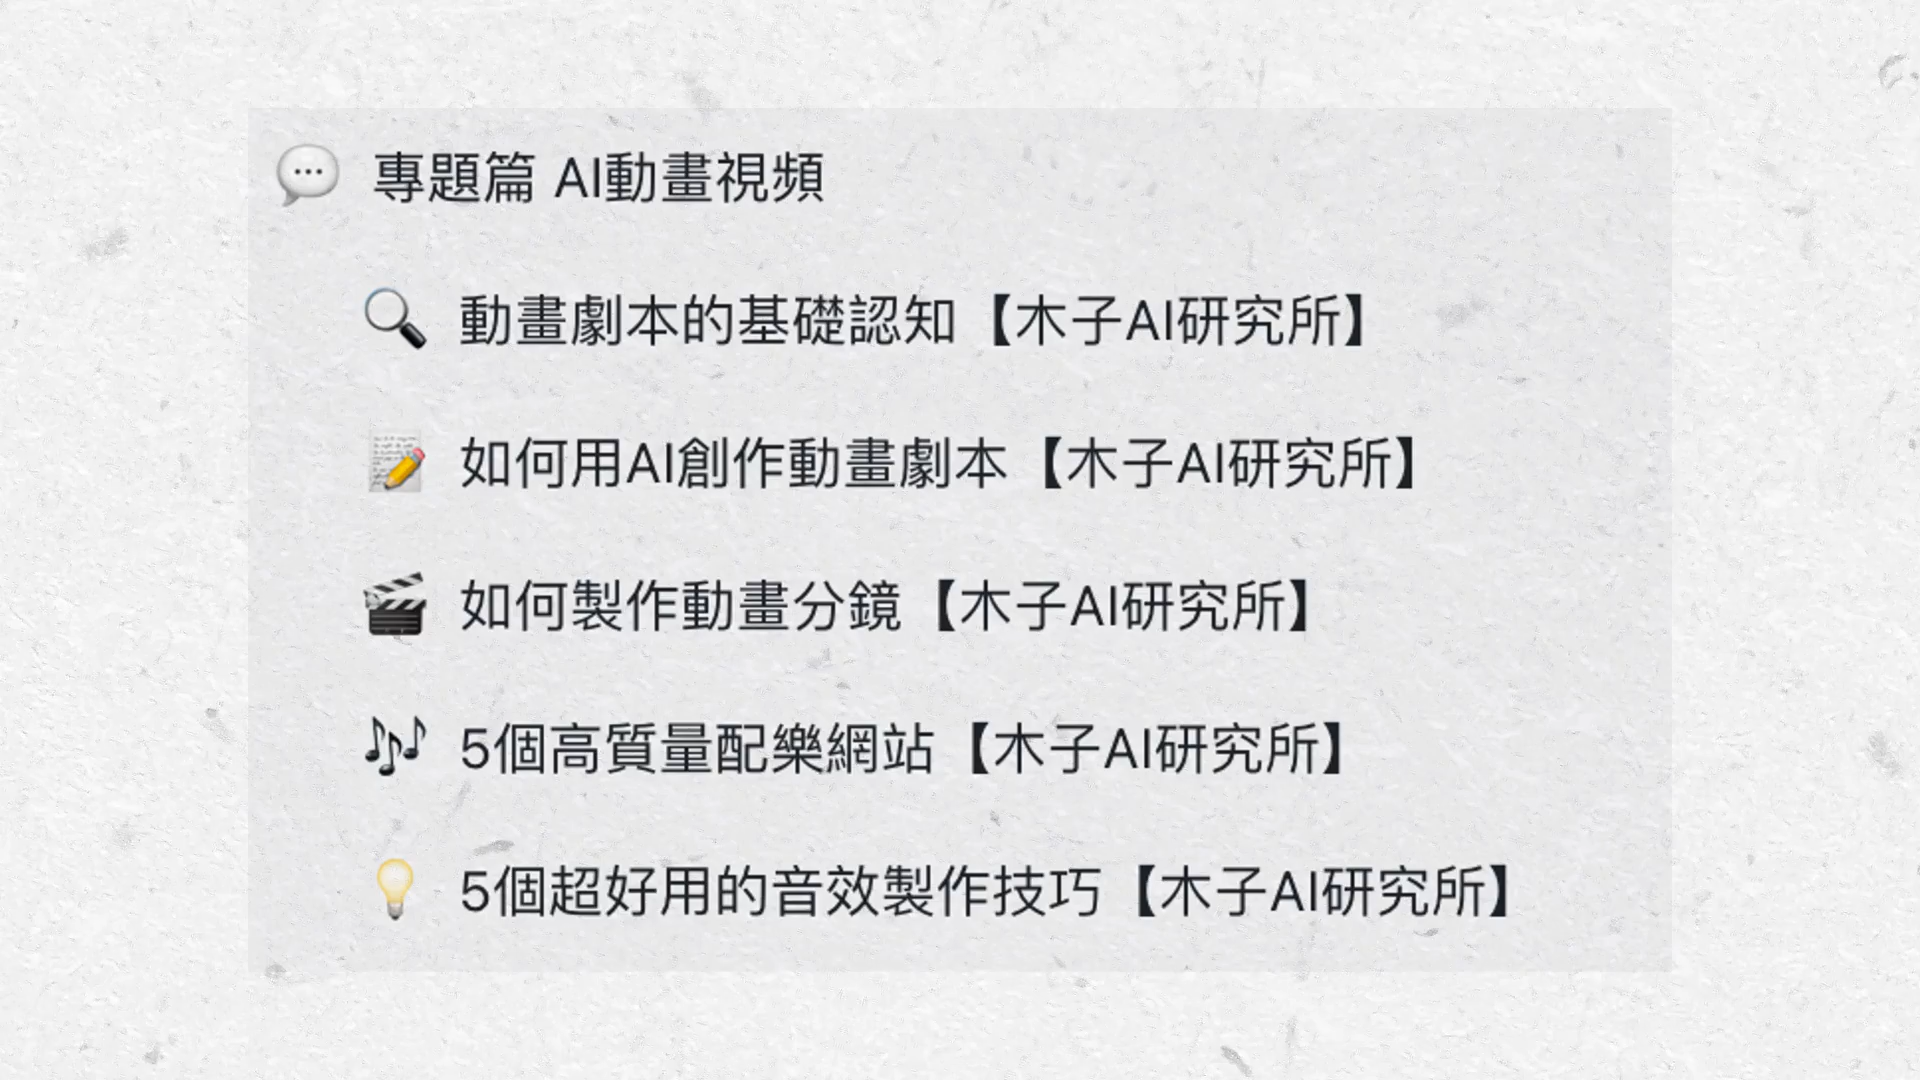 專題篇 AI動畫視頻
動畫劇本的基礎認知【木子AI研究所】
如何用AI創作動畫劇本【木子AI研究所】
如何製作動畫分鏡【木子AI研究所】
5個高質量配樂網站【木子AI研究所】
5個超好用的音效製作技巧【木子AI研究所】